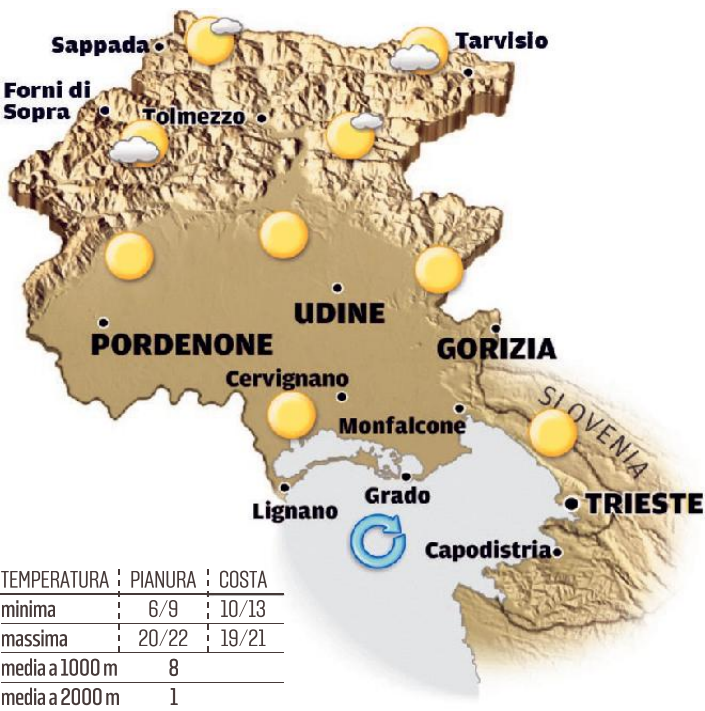 Sappada
Tarvisio
Forni di
Sopra
Tolmezzo
UDINE
PORDENONE
GORIZIA
Cervignano
SLOVENIA
Monfalcone
Grado
Lignano
TRIESTE
Capodistria
TEMPERATURA PIANURA COSTA
minima 6/9 10/13
massima 20/22 19/21
media a 1000 m 8
media a 2000 m 1